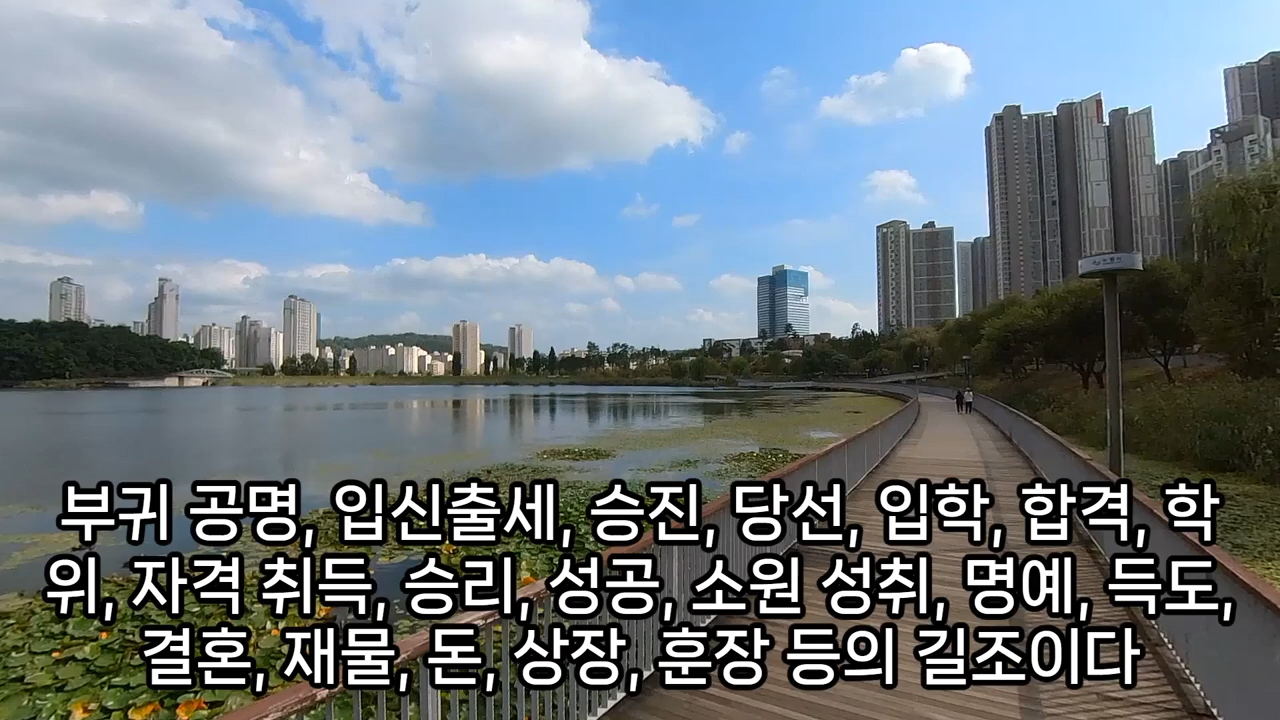 부귀 공명, 입신출세, 승진, 당선, 입학, 합격, 학
위, 자격 취득, 승리, 성공, 소원 성취, 명예, 득도,
결혼, 재물, 돈, 상장, 훈장 등의 길조이다